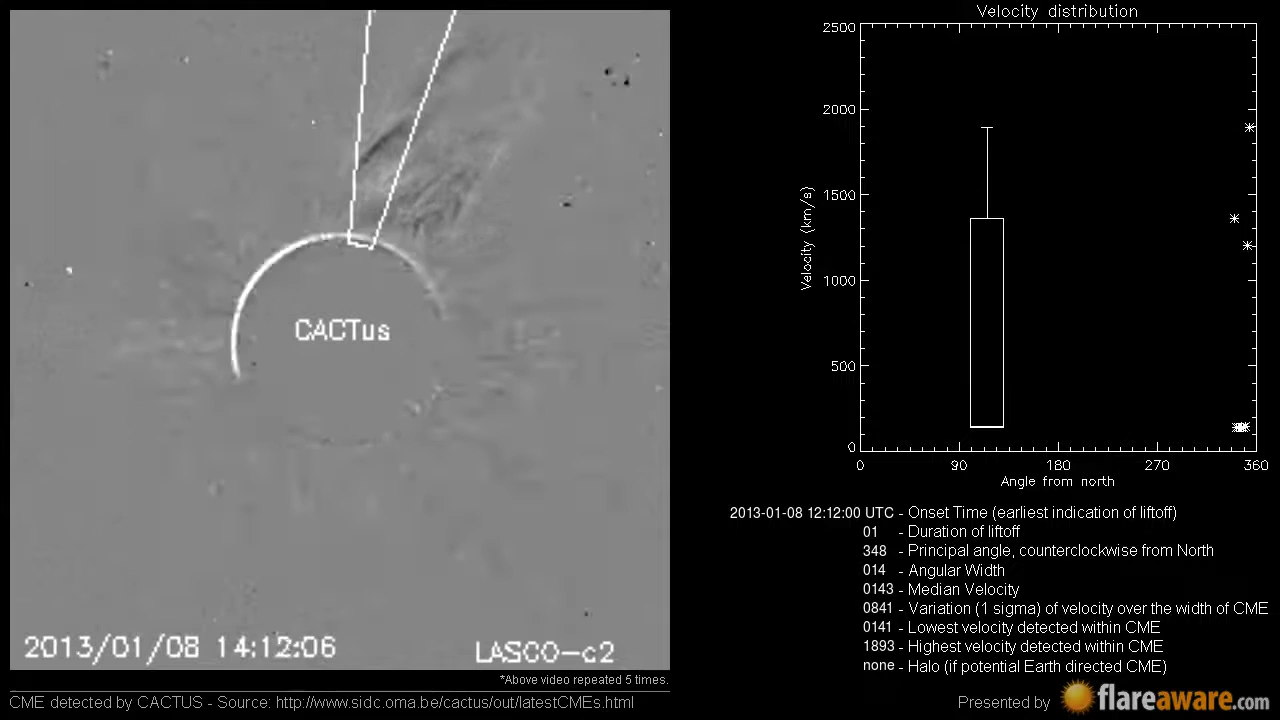 CACTus
2013/01/08 14:12:06
LASCO-c2
*Above video repeated 5 times.
CME detected by CACTUS - Source: http://www.sidc.oma.be/cactus/out/latestCMEs.html
Velocity distribution
2500
2000
1500
1000
500
0
Velocity (km/s)
0 90 180 270 360
Angle from north
2013-01-08 12:12:00 UTC - Onset Time (earliest indication of liftoff)
01 - Duration of liftoff
348 - Principal angle, counterclockwise from North
014 - Angular Width
0143 - Median Velocity
0841 - Variation (1 sigma) of velocity over the width of CME
0141 - Lowest velocity detected within CME
1893 - Highest velocity detected within CME
none - Halo (if potential Earth directed CME)
Presented by flareaware.com